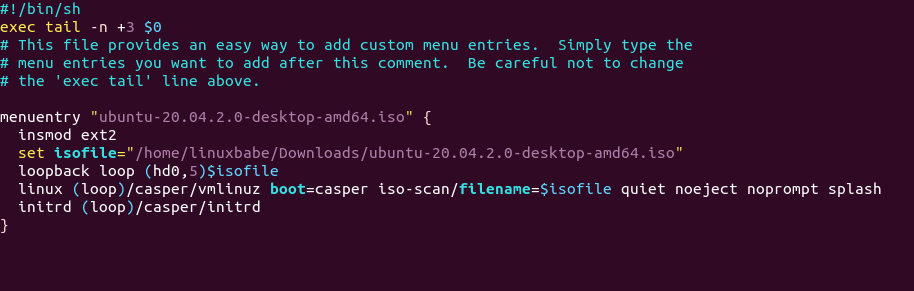 #!/bin/sh
exec tail -n +3 $0
# This file provides an easy way to add custom menu entries.  Simply type the
# menu entries you want to add after this comment.  Be careful not to change
# the 'exec tail' line above.

menuentry "ubuntu-20.04.2.0-desktop-amd64.iso" {
  insmod ext2
  set isofile="/home/linuxbabe/Downloads/ubuntu-20.04.2.0-desktop-amd64.iso"
  loopback loop (hd0,5)$isofile
  linux (loop)/casper/vmlinuz boot=casper iso-scan/filename=$isofile quiet noeject noprompt splash
  initrd (loop)/casper/initrd
}